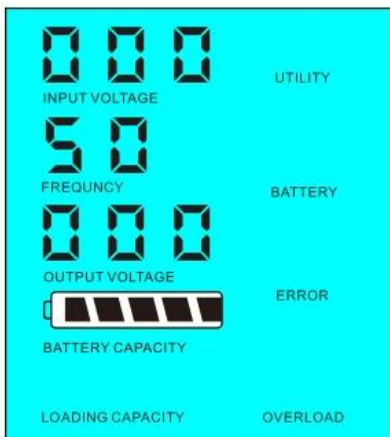 000
UTILITY
INPUT VOLTAGE
50
FREQUNCY
BATTERY
000
OUTPUT VOLTAGE
ERROR
BATTERY CAPACITY
LOADING CAPACITY
OVERLOAD